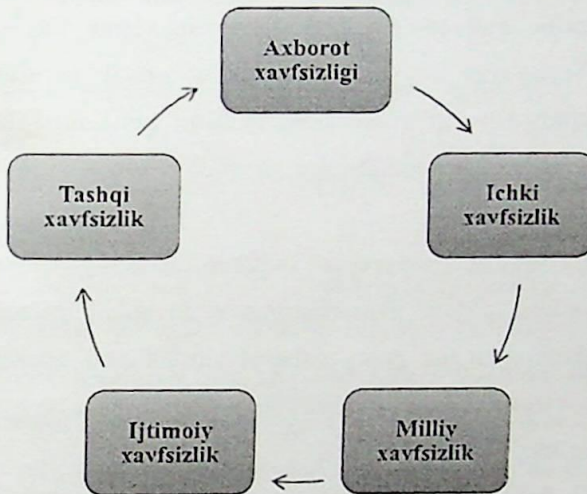 Axborot
xavfsizligi
Ichki
xavfsizlik
Milliy
xavfsizlik
Ijtimoiy
xavfsizlik
Tashqi
xavfsizlik